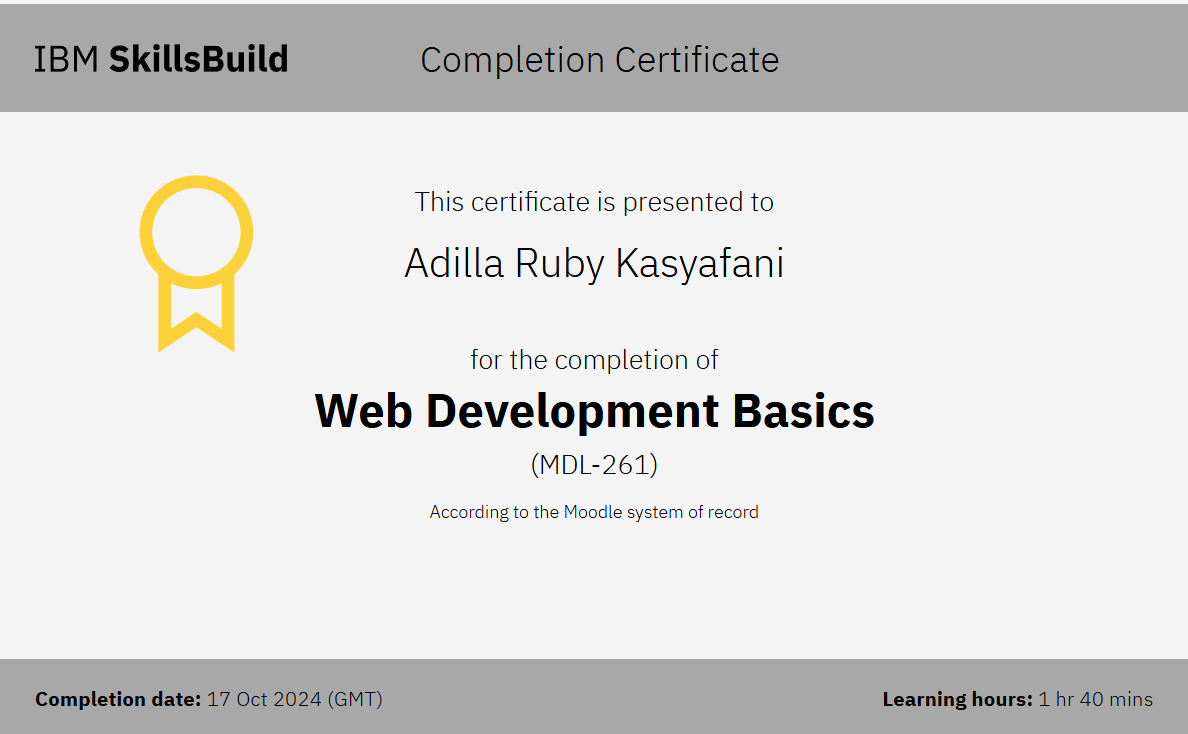 IBM SkillsBuild
Completion Certificate
This certificate is presented to
Adilla Ruby Kasyafani
for the completion of
Web Development Basics
(MDL-261)
According to the Moodle system of record
Completion date: 17 Oct 2024 (GMT)
Learning hours: 1 hr 40 mins